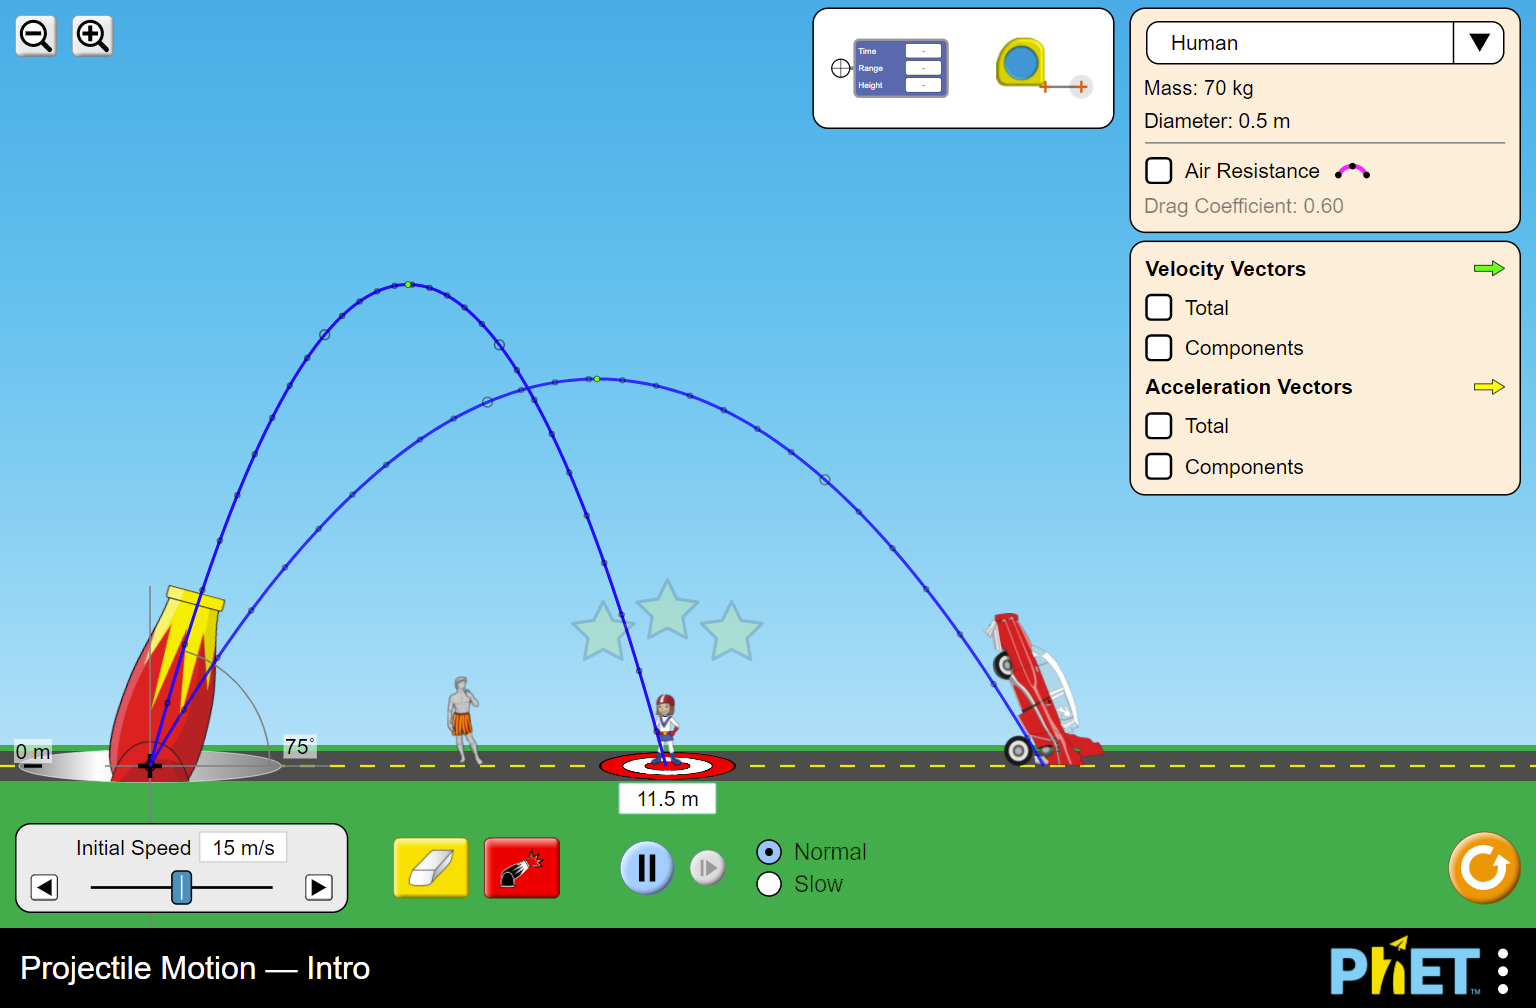 Time -
Range -
Height -
Human
Mass: 70 kg
Diameter: 0.5 m
Air Resistance
Drag Coefficient: 0.60
Velocity Vectors
Total
Components
Acceleration Vectors
Total
Components
0 m
75°
11.5 m
Initial Speed 15 m/s
Normal
Slow
Projectile Motion — Intro
PhET™